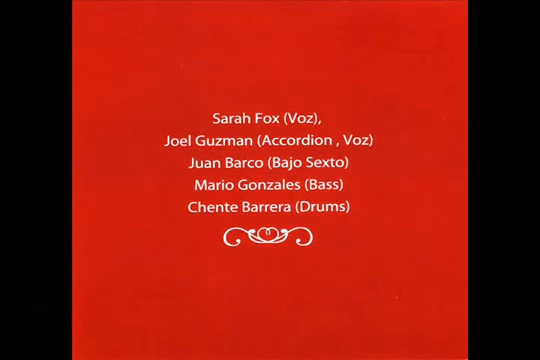 Sarah Fox (Voz),
Joel Guzman (Accordion , Voz)
Juan Barco (Bajo Sexto)
Mario Gonzales (Bass)
Chente Barrera (Drums)